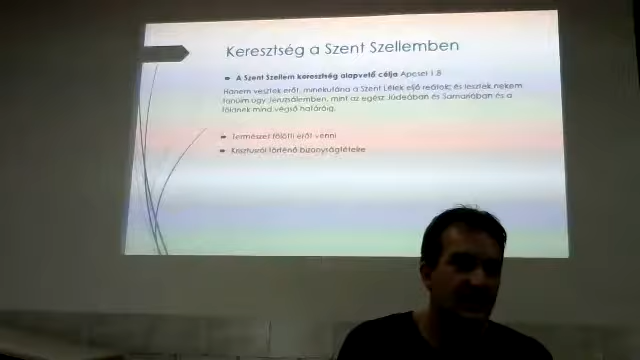 Keresztség a Szent Szellemben
A Szent Szellem keresztség alapvető célja Apcsel 1.8
Hanem vesztek erőt, minekutána a Szent Lélek eljő reátok; és lesztek nékem
tanúim úgy Jeruzsálemben, mint az egész Júdeában és Samariában és a
földnek mind végső határáig.
Természet fölötti erőt venni
Krisztusról történő bizonyságtételre